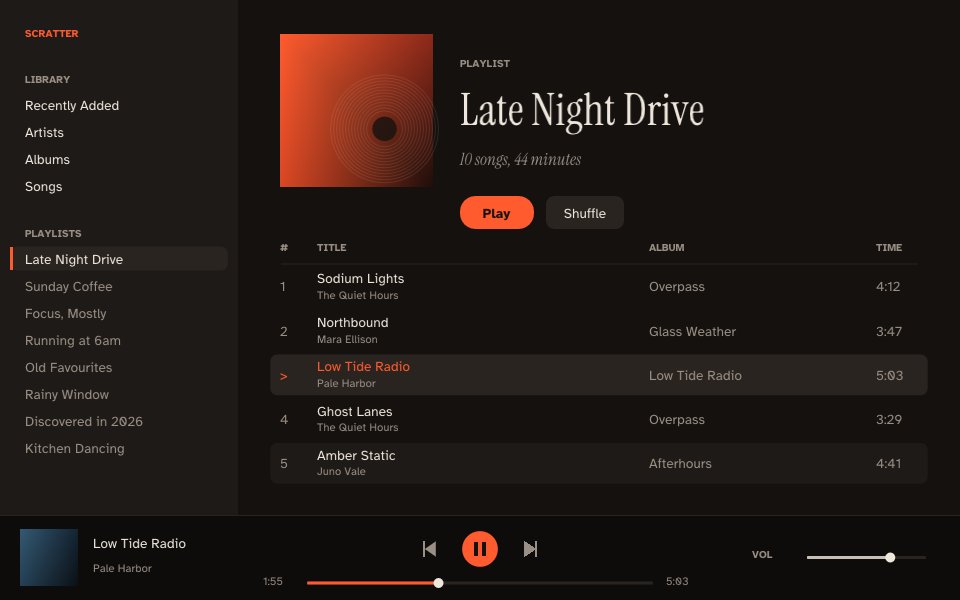 SCRATTER
LIBRARY
Recently Added
Artists
Albums
Songs
PLAYLISTS
Late Night Drive
Sunday Coffee
Focus, Mostly
Running at 6am
Old Favourites
Rainy Window
Discovered in 2026
Kitchen Dancing
PLAYLIST
Late Night Drive
10 songs, 44 minutes
Play Shuffle
# TITLE ALBUM TIME
1 Sodium Lights Overpass 4:12
The Quiet Hours
2 Northbound Glass Weather 3:47
Mara Ellison
> Low Tide Radio Low Tide Radio 5:03
Pale Harbor
4 Ghost Lanes Overpass 3:29
The Quiet Hours
5 Amber Static Afterhours 4:41
Juno Vale
Low Tide Radio
Pale Harbor
1:55 5:03
VOL